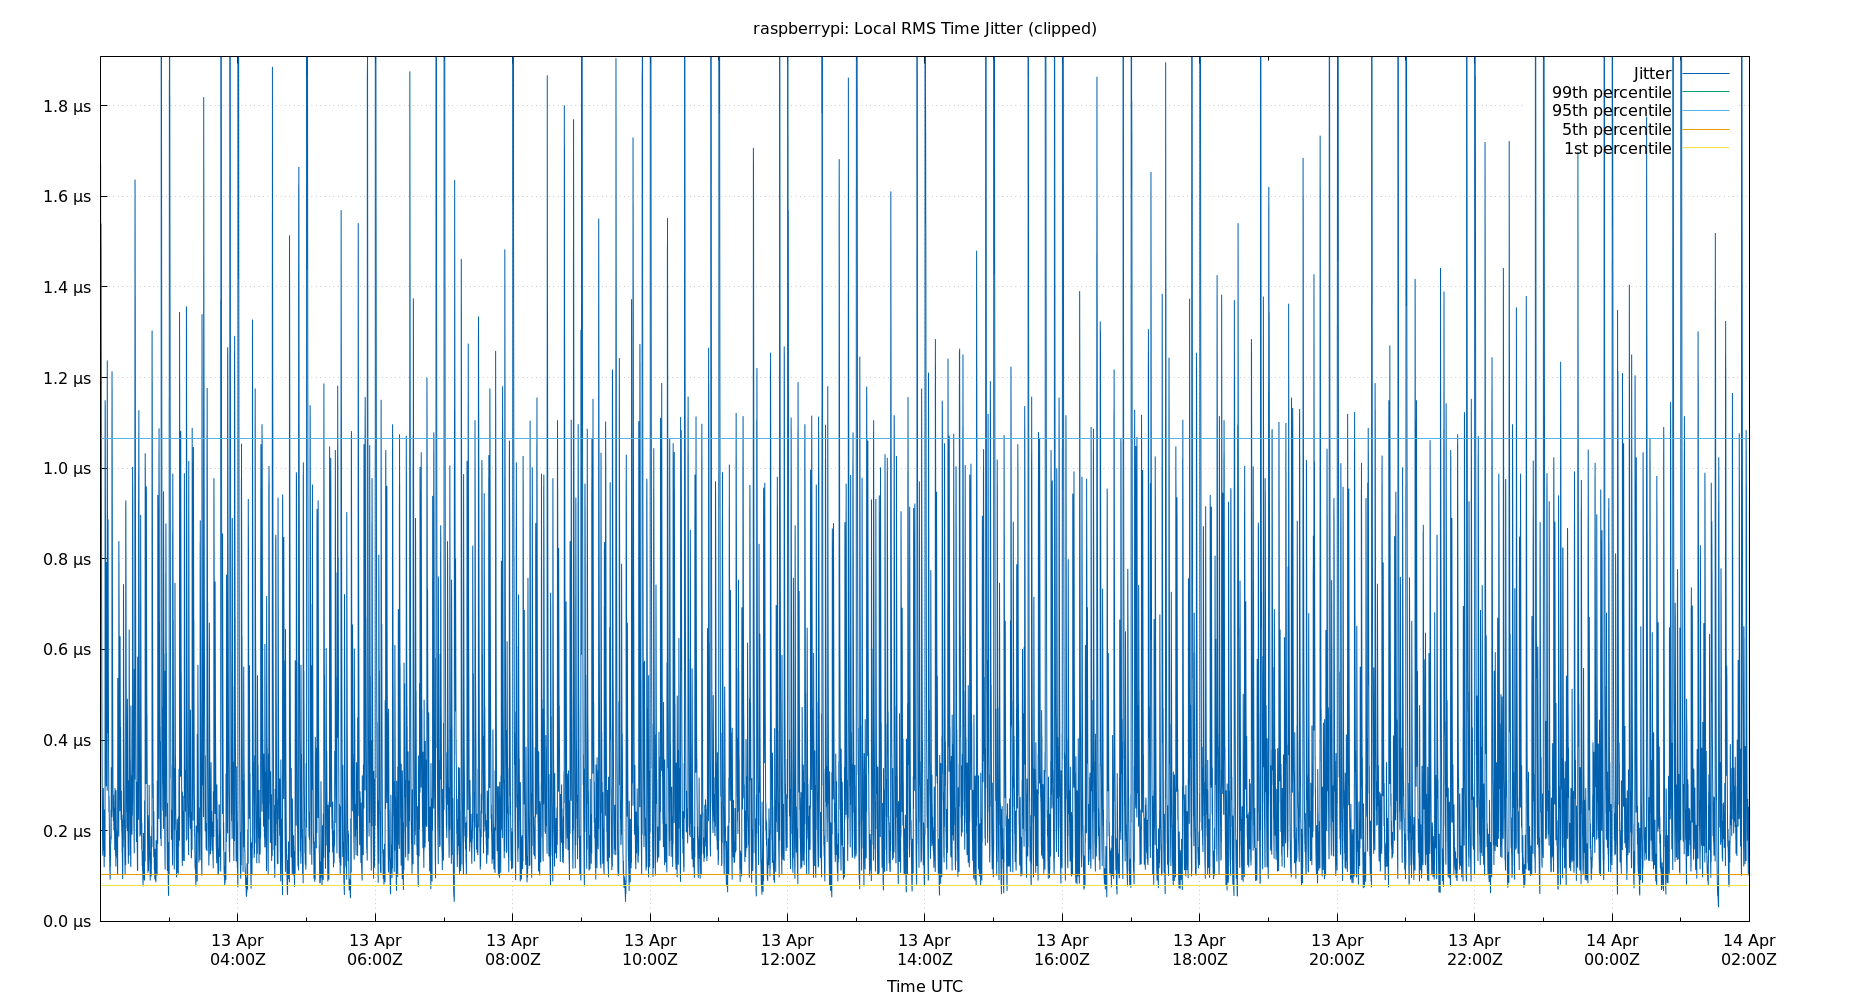 raspberrypi: Local RMS Time Jitter (clipped)
Jitter
99th percentile
95th percentile
5th percentile
1st percentile
1.8 µs
1.6 µs
1.4 µs
1.2 µs
1.0 µs
0.8 µs
0.6 µs
0.4 µs
0.2 µs
0.0 µs
13 Apr 13 Apr 13 Apr 13 Apr 13 Apr 13 Apr 13 Apr 13 Apr 13 Apr 13 Apr 14 Apr 14 Apr
04:00Z 06:00Z 08:00Z 10:00Z 12:00Z 14:00Z 16:00Z 18:00Z 20:00Z 22:00Z 00:00Z 02:00Z
Time UTC